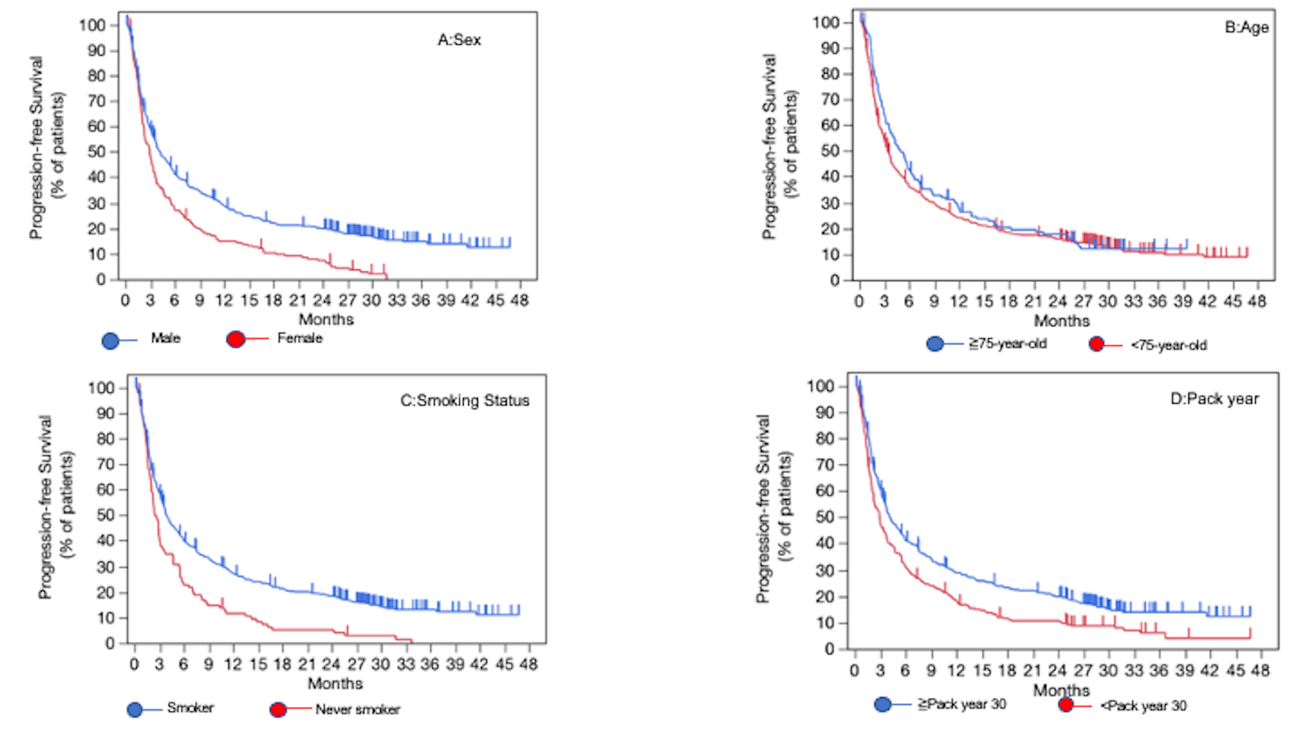 A:Sex
Progression-free Survival
(% of patients)
100
90
80
70
60
50
40
30
20
10
0
0 3 6 9 12 15 18 21 24 27 30 33 36 39 42 45 48
Months
Male Female
B:Age
Progression-free Survival
(% of patients)
100
90
80
70
60
50
40
30
20
10
0
0 3 6 9 12 15 18 21 24 27 30 33 36 39 42 45 48
Months
≧75-year-old <75-year-old
C:Smoking Status
Progression-free Survival
(% of patients)
100
90
80
70
60
50
40
30
20
10
0
0 3 6 9 12 15 18 21 24 27 30 33 36 39 42 45 48
Months
Smoker Never smoker
D:Pack year
Progression-free Survival
(% of patients)
100
90
80
70
60
50
40
30
20
10
0
0 3 6 9 12 15 18 21 24 27 30 33 36 39 42 45 48
Months
≧Pack year 30 <Pack year 30